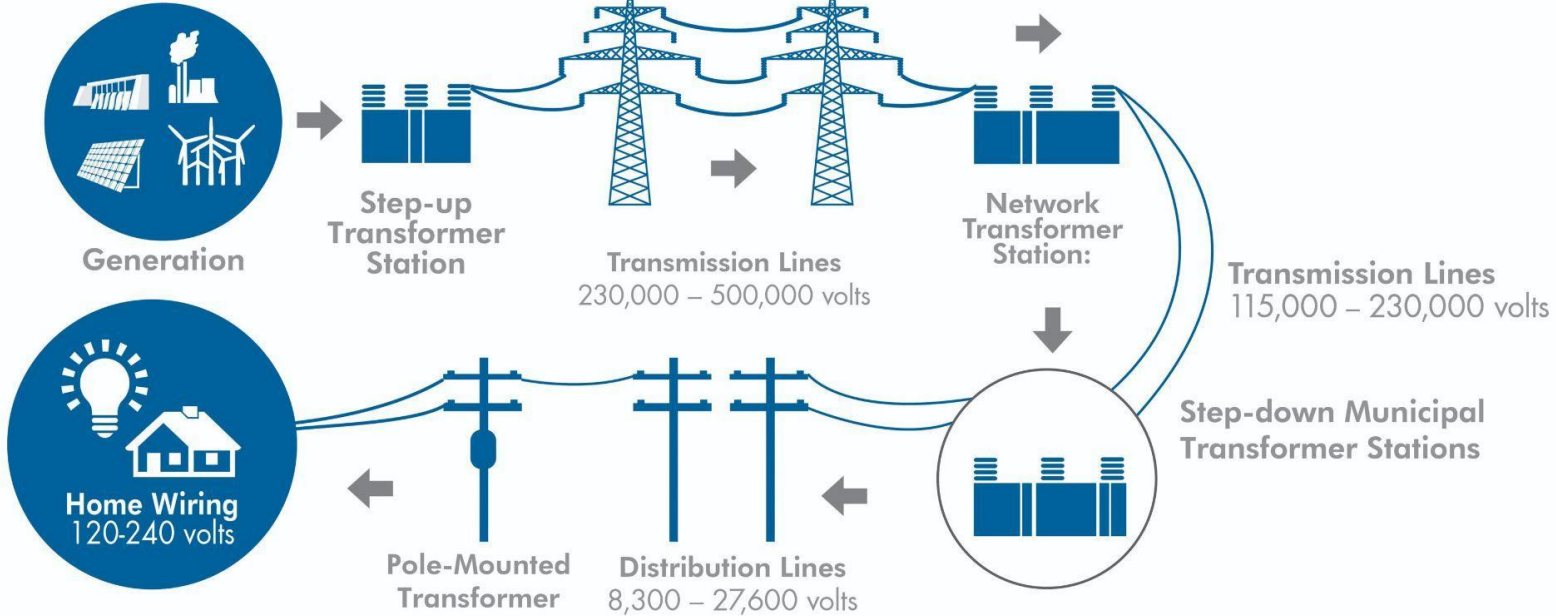 Generation
Step-up
Transformer
Station
Transmission Lines
230,000 – 500,000 volts
Network
Transformer
Station:
Transmission Lines
115,000 – 230,000 volts
Step-down Municipal
Transformer Stations
Distribution Lines
8,300 – 27,600 volts
Pole-Mounted
Transformer
Home Wiring
120-240 volts